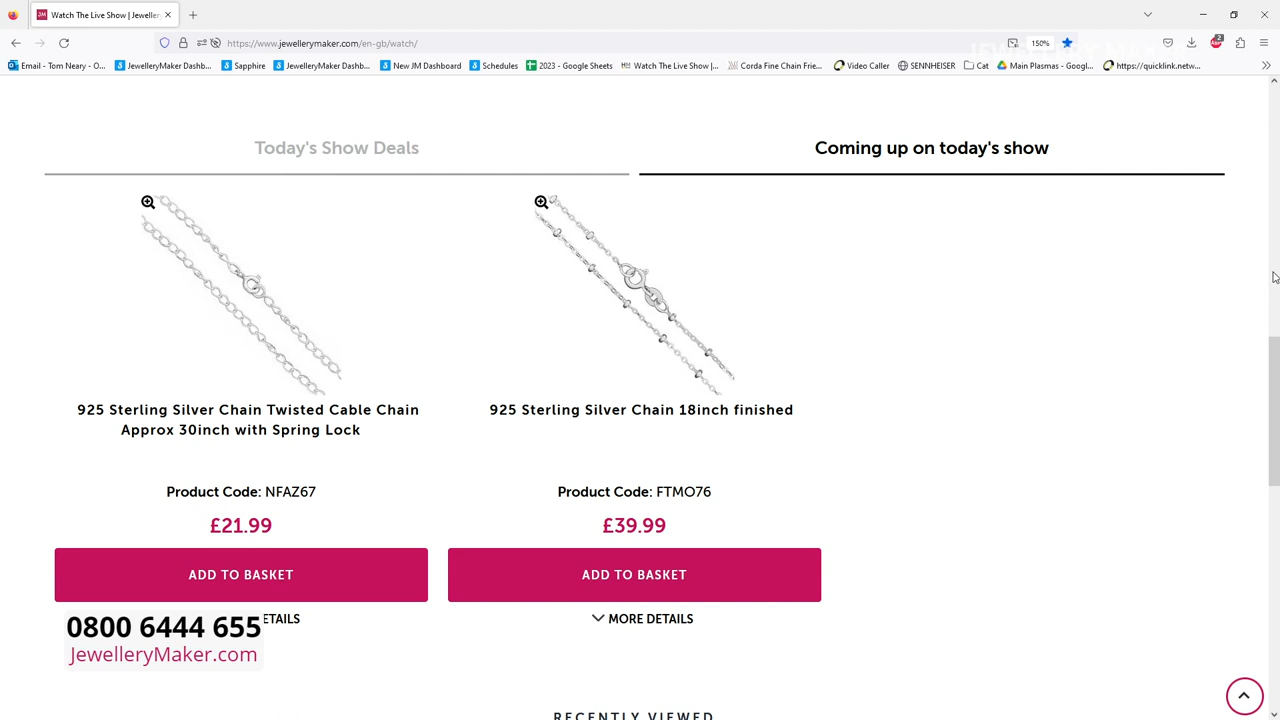 Watch The Live Show | Jeweller
https://www.jewellerymaker.com/en-gb/watch/
150%
2
Email - Tom Neary - O...
JewelleryMaker Dashb...
Sapphire
JewelleryMaker Dashb...
New JM Dashboard
Schedules
2023 - Google Sheets
Watch The Live Show |...
Corda Fine Chain Frie...
Video Caller
SENNHEISER
Cat
Main Plasmas - Googl...
https://quicklink.netw...
Today's Show Deals
Coming up on today's show
925 Sterling Silver Chain Twisted Cable Chain
Approx 30inch with Spring Lock
Product Code: NFAZ67
£21.99
ADD TO BASKET
ETAILS
925 Sterling Silver Chain 18inch finished
Product Code: FTMO76
£39.99
ADD TO BASKET
MORE DETAILS
0800 6444 655
JewelleryMaker.com
RECENTLY VIEWED